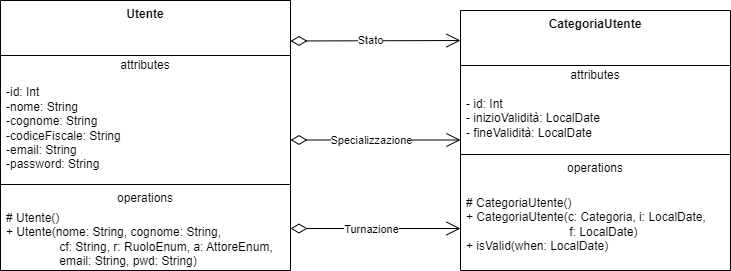 Utente
attributes
-id: Int
-nome: String
-cognome: String
-codiceFiscale: String
-email: String
-password: String
operations
# Utente()
+ Utente(nome: String, cognome: String,
cf: String, r: RuoloEnum, a: AttoreEnum,
email: String, pwd: String)
Stato
Specializzazione
Turnazione
CategoriaUtente
attributes
- id: Int
- inizioValidità: LocalDate
- fineValidità: LocalDate
operations
# CategoriaUtente()
+ CategoriaUtente(c: Categoria, i: LocalDate,
f: LocalDate)
+ isValid(when: LocalDate)